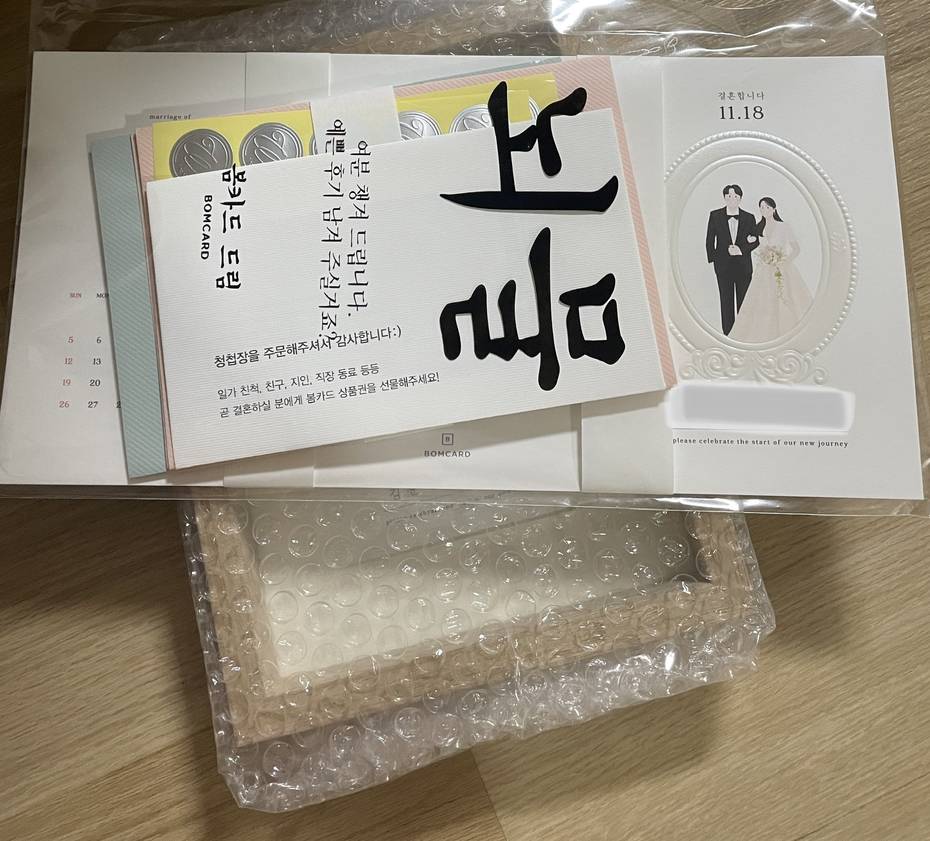 marriage of
SUN MO
5 6
12 13
19 20
26 27 2
뇌물
여분 챙겨 드립니다.
예쁜 후기 남겨 주실거죠?
봄카드 드림
BOMCARD
청첩장을 주문해주셔서 감사합니다:)
일가 친척, 친구, 지인, 직장 동료 등등
곧 결혼하실 분에게 봄카드 상품권을 선물해주세요!
B
BOMCARD
결혼합니다
11.18
please celebrate the start of our new journey